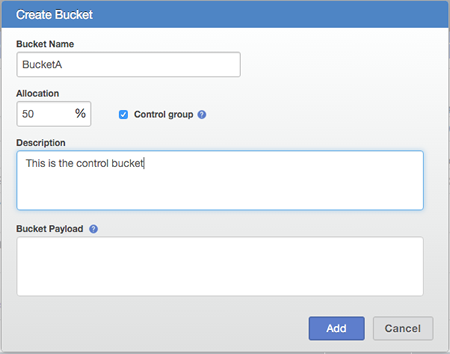 Create Bucket
Bucket Name
BucketA
Allocation
50 %
Control group ?
Description
This is the control bucket
Bucket Payload ?
Add Cancel